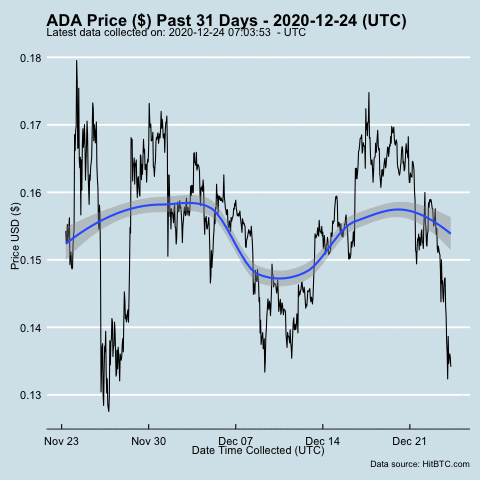 ADA Price ($) Past 31 Days - 2020-12-24 (UTC)
Latest data collected on: 2020-12-24 07:03:53 - UTC
0.18
0.17
0.16
0.15
0.14
0.13
Price USD ($)
Nov 23 Nov 30 Dec 07 Dec 14 Dec 21
Date Time Collected (UTC)
Data source: HitBTC.com